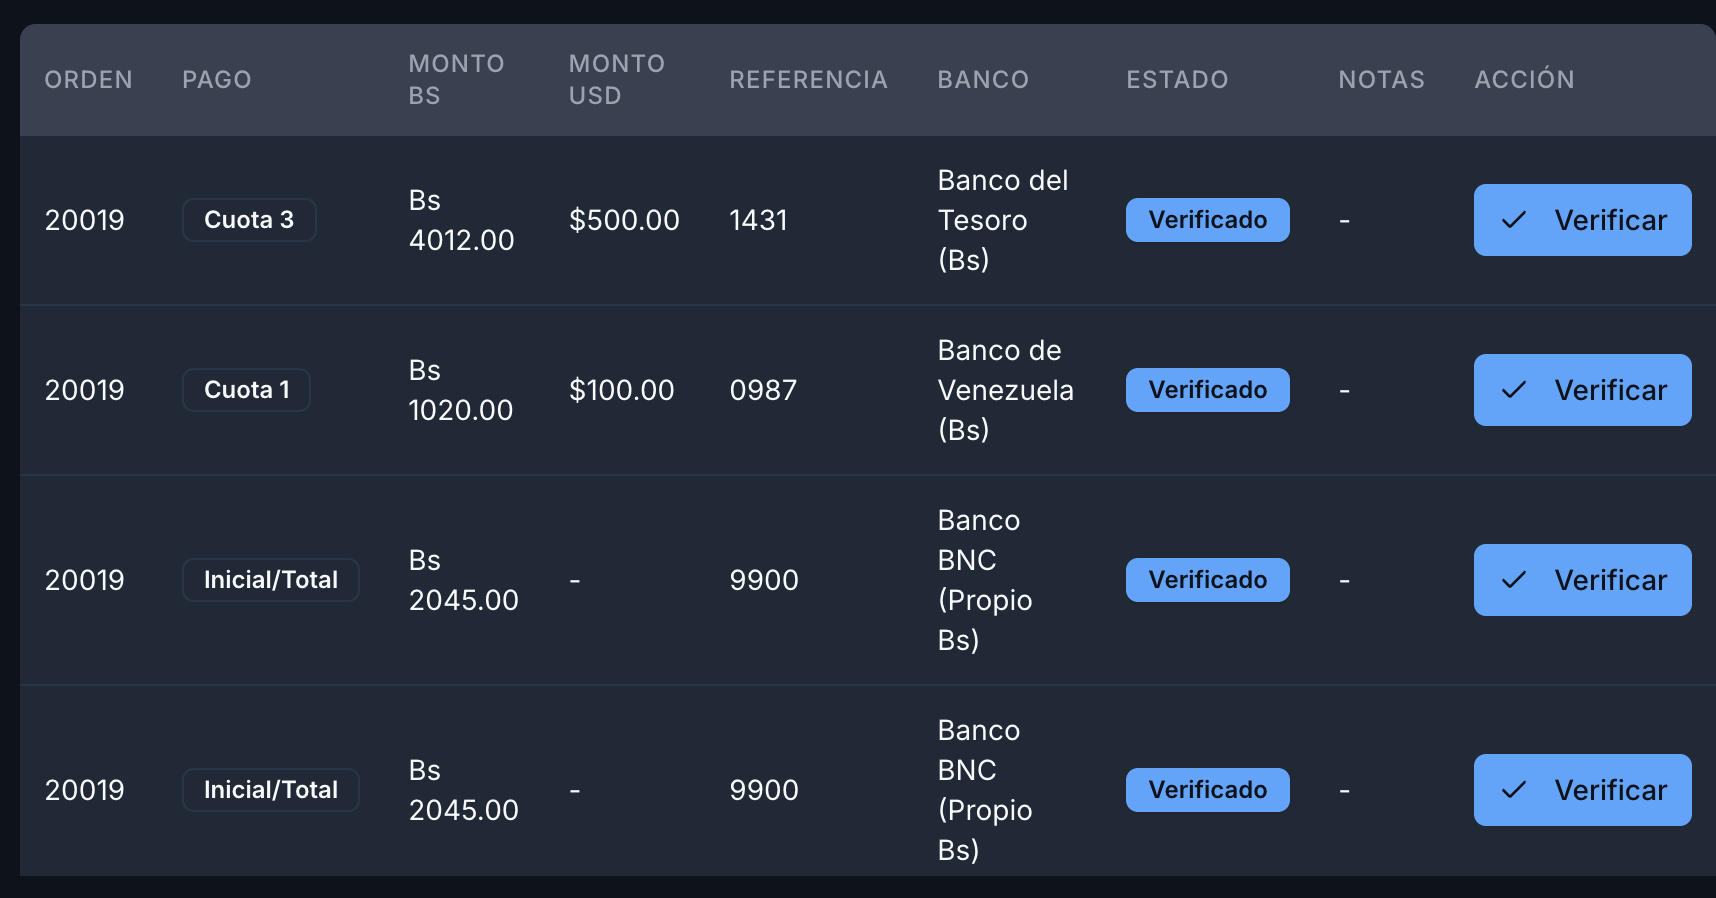 ORDEN PAGO MONTO BS MONTO USD REFERENCIA BANCO ESTADO NOTAS ACCIÓN
20019 Cuota 3 Bs 4012.00 $500.00 1431 Banco del Tesoro (Bs) Verificado - Verificar
20019 Cuota 1 Bs 1020.00 $100.00 0987 Banco de Venezuela (Bs) Verificado - Verificar
20019 Inicial/Total Bs 2045.00 - 9900 Banco BNC (Propio Bs) Verificado - Verificar
20019 Inicial/Total Bs 2045.00 - 9900 Banco BNC (Propio Bs) Verificado - Verificar